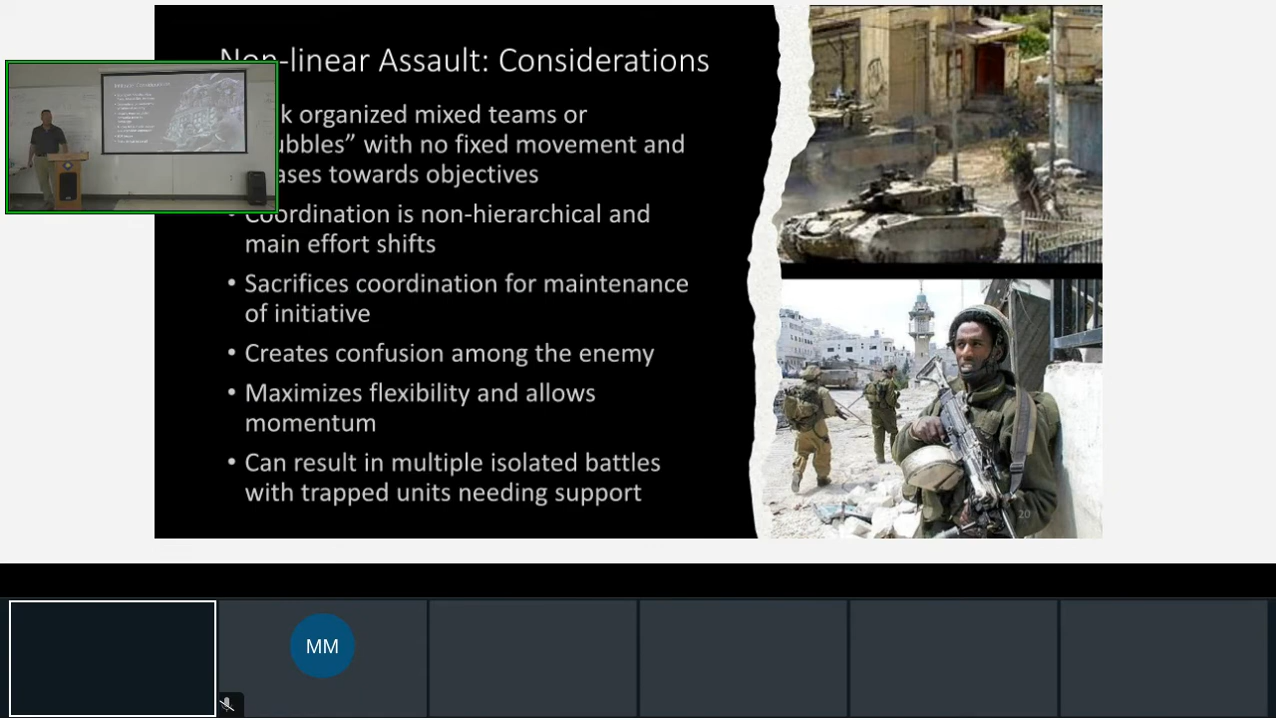 Non-linear Assault: Considerations
k organized mixed teams or
ubbles” with no fixed movement and
ases towards objectives
• Coordination is non-hierarchical and
main effort shifts
• Sacrifices coordination for maintenance
of initiative
• Creates confusion among the enemy
• Maximizes flexibility and allows
momentum
• Can result in multiple isolated battles
with trapped units needing support
20
MM